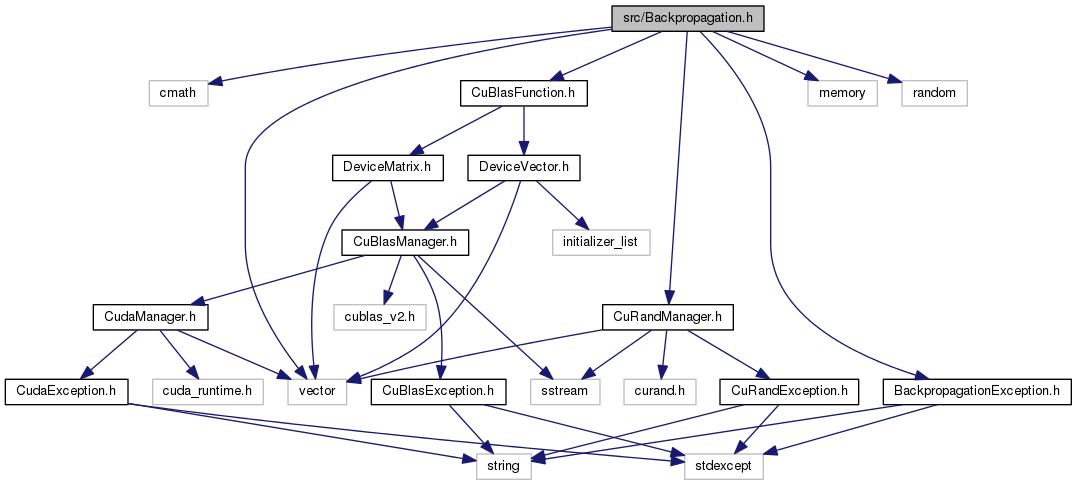 src/Backpropagation.h
cmath
CuBlasFunction.h
memory
random
DeviceMatrix.h
DeviceVector.h
CuBlasManager.h
initializer_list
CudaManager.h
cublas_v2.h
CuRandManager.h
CudaException.h
cuda_runtime.h
vector
CuBlasException.h
sstream
curand.h
CuRandException.h
BackpropagationException.h
string
stdexcept